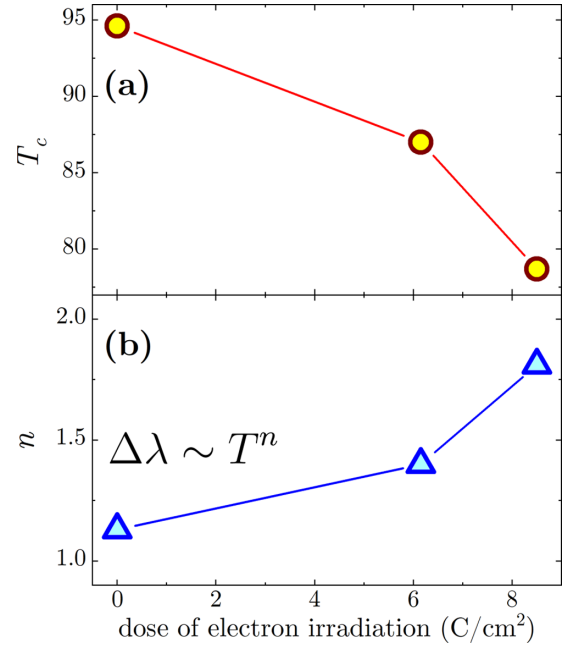 95
(a)
90
T_c
85
80
2.0
(b)
n
1.5
Δλ ∼ Tⁿ
1.0
0 2 4 6 8
dose of electron irradiation (C/cm²)